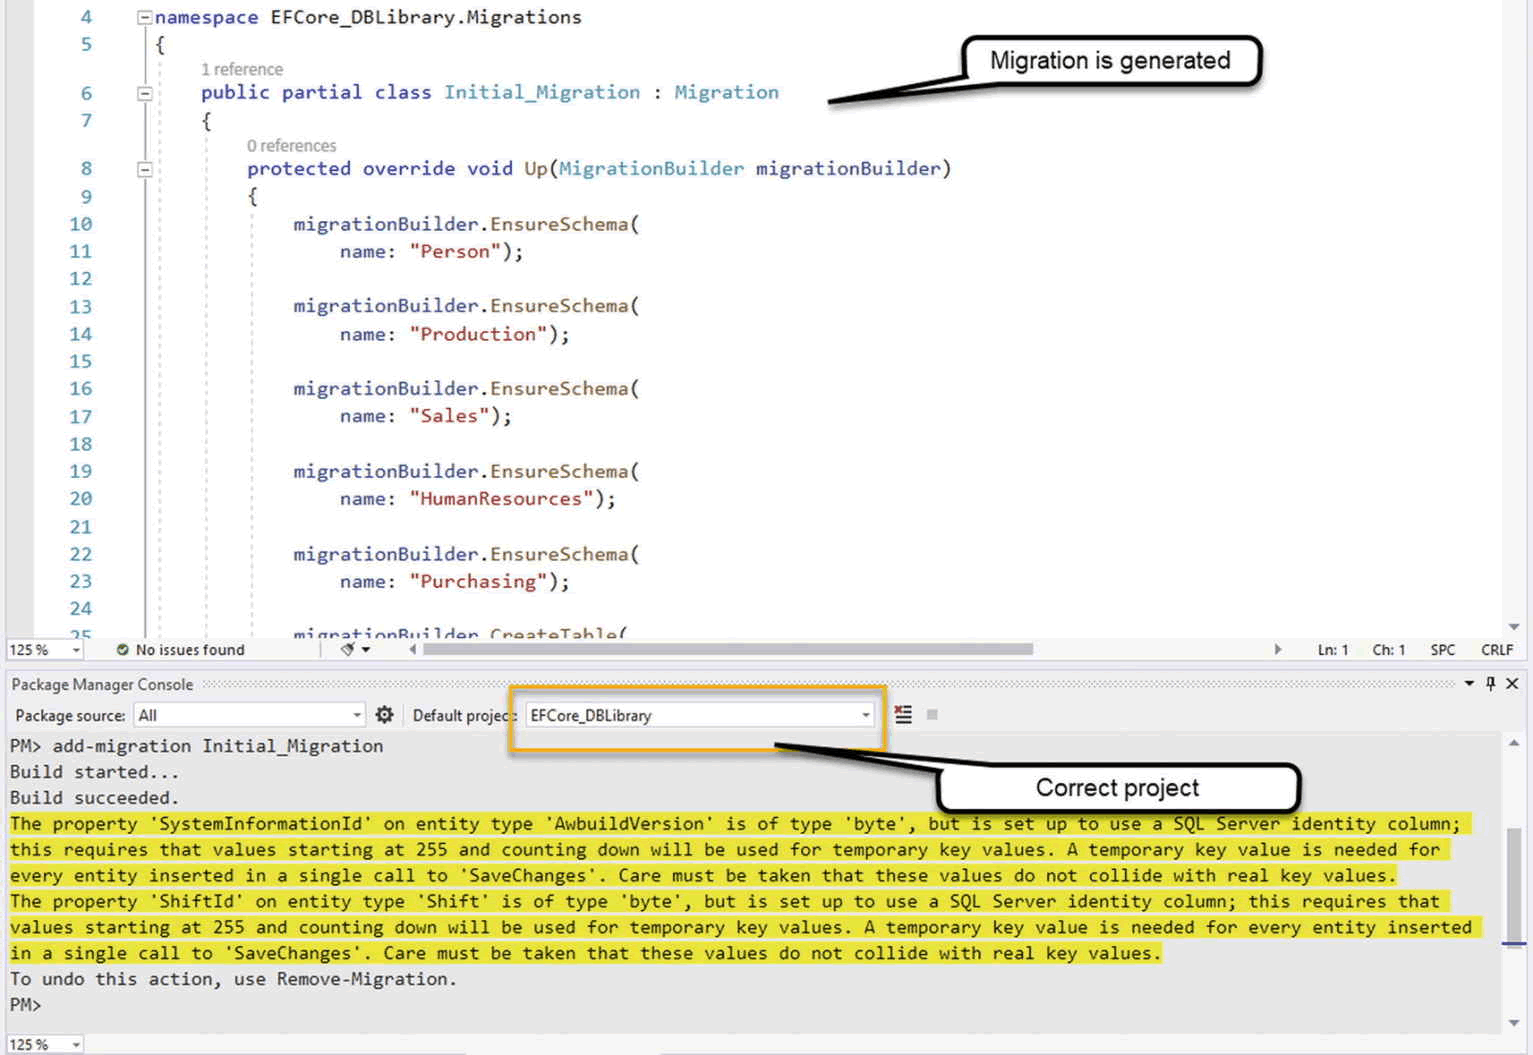 4 namespace EFCore_DBLibrary.Migrations
5 {
1 reference
6 public partial class Initial_Migration : Migration
7 {
0 references
8 protected override void Up(MigrationBuilder migrationBuilder)
9 {
10 migrationBuilder.EnsureSchema(
11 name: "Person");
12
13 migrationBuilder.EnsureSchema(
14 name: "Production");
15
16 migrationBuilder.EnsureSchema(
17 name: "Sales");
18
19 migrationBuilder.EnsureSchema(
20 name: "HumanResources");
21
22 migrationBuilder.EnsureSchema(
23 name: "Purchasing");
24
25 migrationBuilder.CreateTable(
Migration is generated
125 % No issues found Ln: 1 Ch: 1 SPC CRLF
Package Manager Console
Package source: All Default project: EFCore_DBLibrary
Correct project
PM> add-migration Initial_Migration
Build started...
Build succeeded.
The property 'SystemInformationId' on entity type 'AwbuildVersion' is of type 'byte', but is set up to use a SQL Server identity column;
this requires that values starting at 255 and counting down will be used for temporary key values. A temporary key value is needed for
every entity inserted in a single call to 'SaveChanges'. Care must be taken that these values do not collide with real key values.
The property 'ShiftId' on entity type 'Shift' is of type 'byte', but is set up to use a SQL Server identity column; this requires that
values starting at 255 and counting down will be used for temporary key values. A temporary key value is needed for every entity inserted
in a single call to 'SaveChanges'. Care must be taken that these values do not collide with real key values.
To undo this action, use Remove-Migration.
PM>
125 %